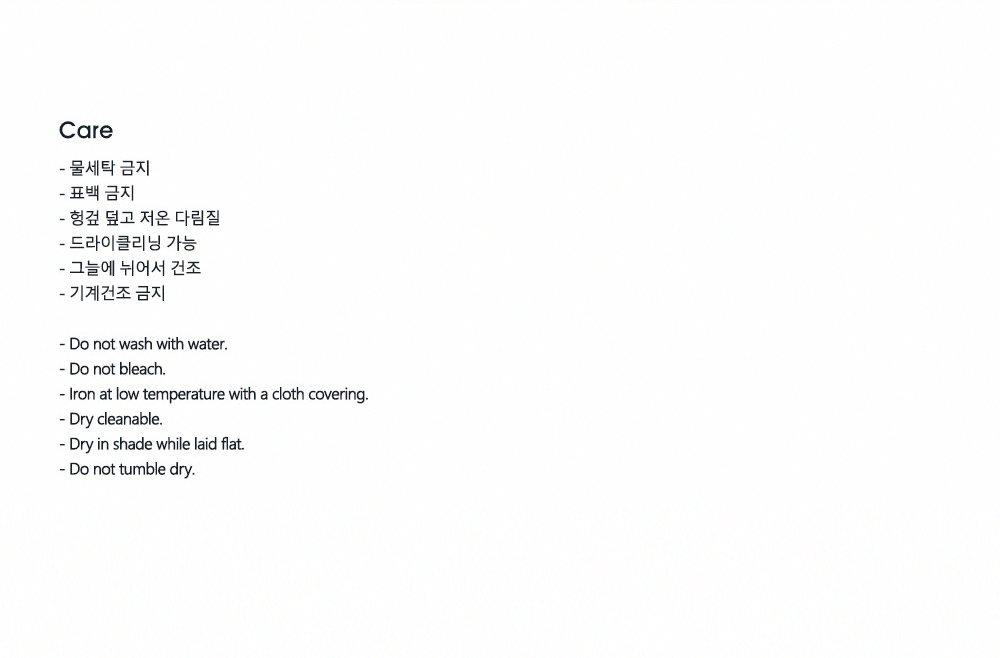 Care
- 물세탁 금지
- 표백 금지
- 헝겊 덮고 저온 다림질
- 드라이클리닝 가능
- 그늘에 뉘어서 건조
- 기계건조 금지
- Do not wash with water.
- Do not bleach.
- Iron at low temperature with a cloth covering.
- Dry cleanable.
- Dry in shade while laid flat.
- Do not tumble dry.